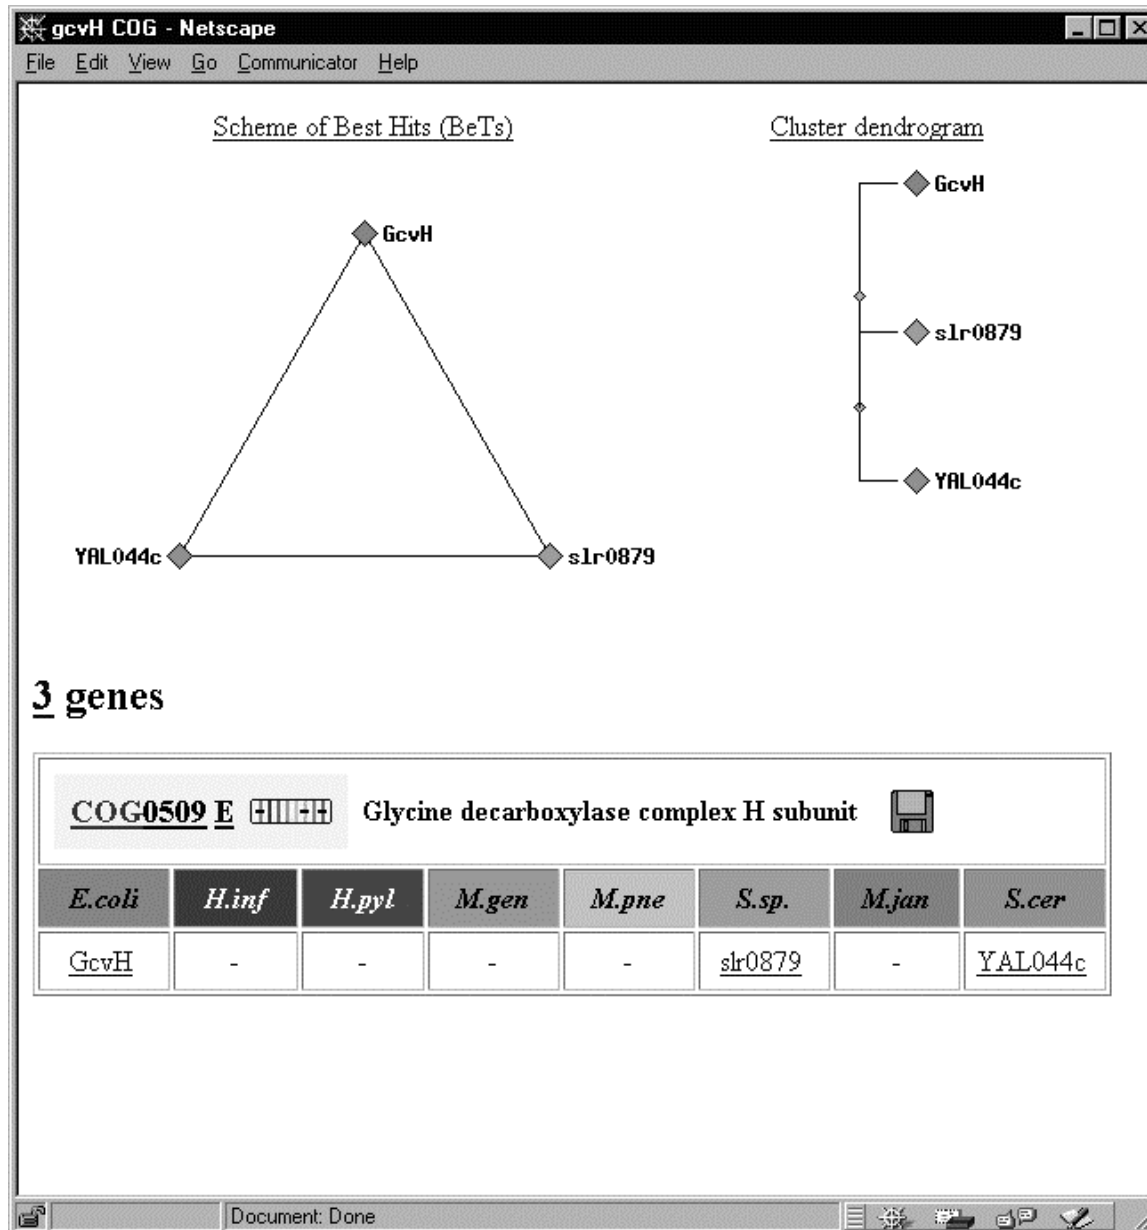 gcvH COG - Netscape
File Edit View Go Communicator Help
Scheme of Best Hits (BeTs)
Cluster dendrogram
GcvH
GcvH
slr0879
YAL044c
YAL044c
slr0879
3 genes
COG0509 E Glycine decarboxylase complex H subunit
E.coli H.inf H.pyl M.gen M.pne S.sp. M.jan S.cer
GcvH - - - - slr0879 - YAL044c
Document: Done